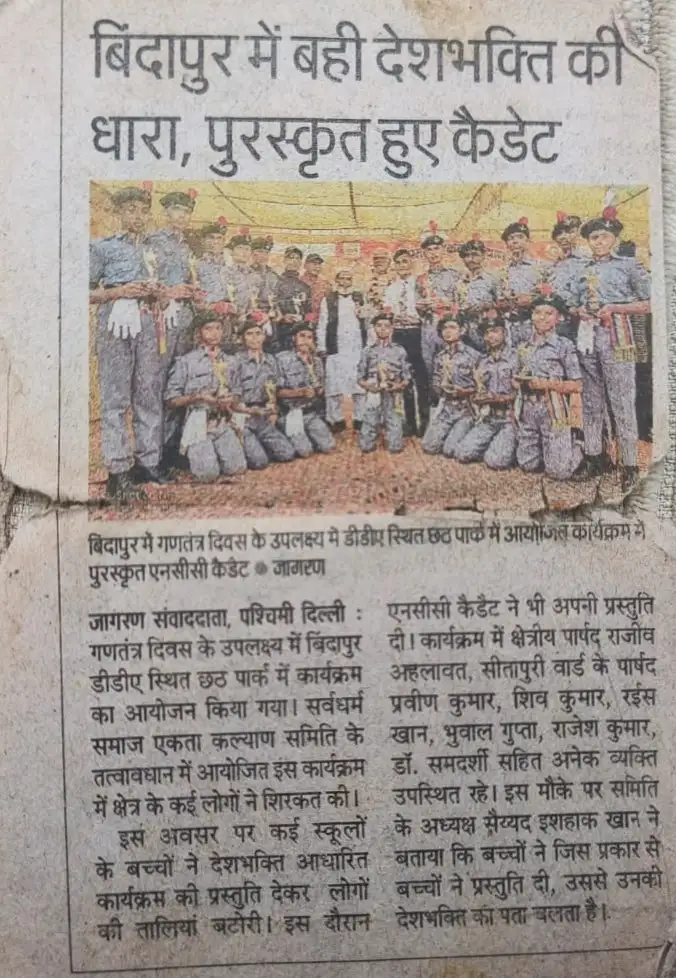 बिंदापुर में बही देशभक्ति की
धारा, पुरस्कृत हुए कैडेट
बिंदापुर में गणतंत्र दिवस के उपलक्ष्य में डीडीए स्थित छठ पार्क में आयोजित कार्यक्रम में
पुरस्कृत एनसीसी कैडेट ● जागरण
जागरण संवाददाता, पश्चिमी दिल्ली :
गणतंत्र दिवस के उपलक्ष्य में बिंदापुर
डीडीए स्थित छठ पार्क में कार्यक्रम
का आयोजन किया गया। सर्वधर्म
समाज एकता कल्याण समिति के
तत्वावधान में आयोजित इस कार्यक्रम
में क्षेत्र के कई लोगों ने शिरकत की।
इस अवसर पर कई स्कूलों
के बच्चों ने देशभक्ति आधारित
कार्यक्रम की प्रस्तुति देकर लोगों
की तालियां बटोरी। इस दौरान
एनसीसी कैडैट ने भी अपनी प्रस्तुति
दी। कार्यक्रम में क्षेत्रीय पार्षद राजीव
अहलावत, सीतापुरी वार्ड के पार्षद
प्रवीण कुमार, शिव कुमार, रईस
खान, भुवाल गुप्ता, राजेश कुमार,
डॉ. समदर्शी सहित अनेक व्यक्ति
उपस्थित रहे। इस मौके पर समिति
के अध्यक्ष सैय्यद इशहाक खान ने
बताया कि बच्चों ने जिस प्रकार से
बच्चों ने प्रस्तुति दी, उससे उनकी
देशभक्ति का पता चलता है।